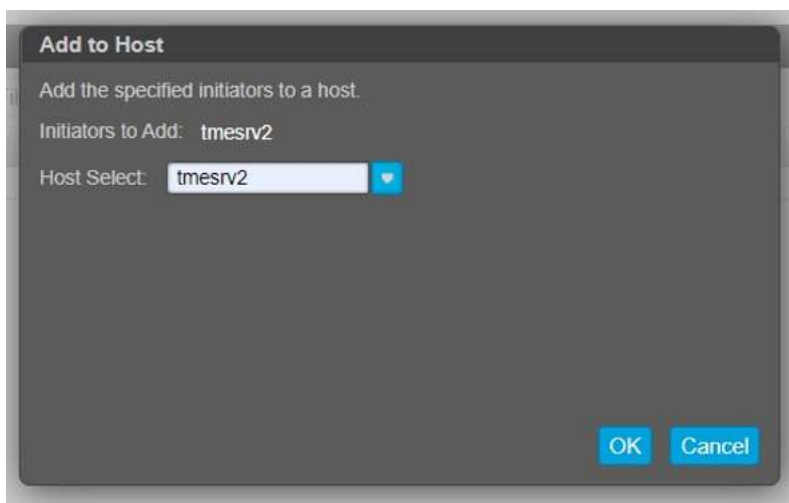 Add to Host
Add the specified initiators to a host.
Initiators to Add: tmesrv2
Host Select: tmesrv2
OK Cancel